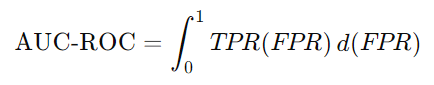 AUC-ROC = ∫₀¹ TPR(FPR) d(FPR)